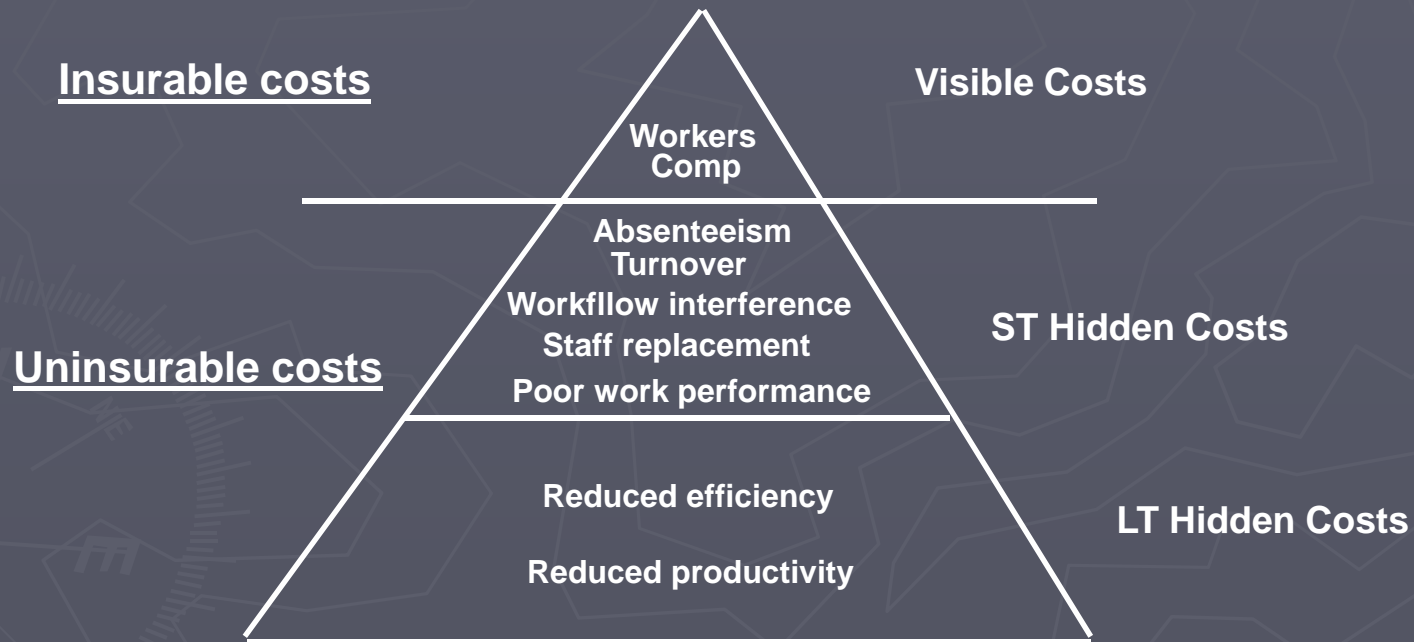 Insurable costs
Visible Costs
Workers
Comp
Absenteeism
Turnover
Workfllow interference
Staff replacement
Poor work performance
Uninsurable costs
ST Hidden Costs
Reduced efficiency
Reduced productivity
LT Hidden Costs
NE
E